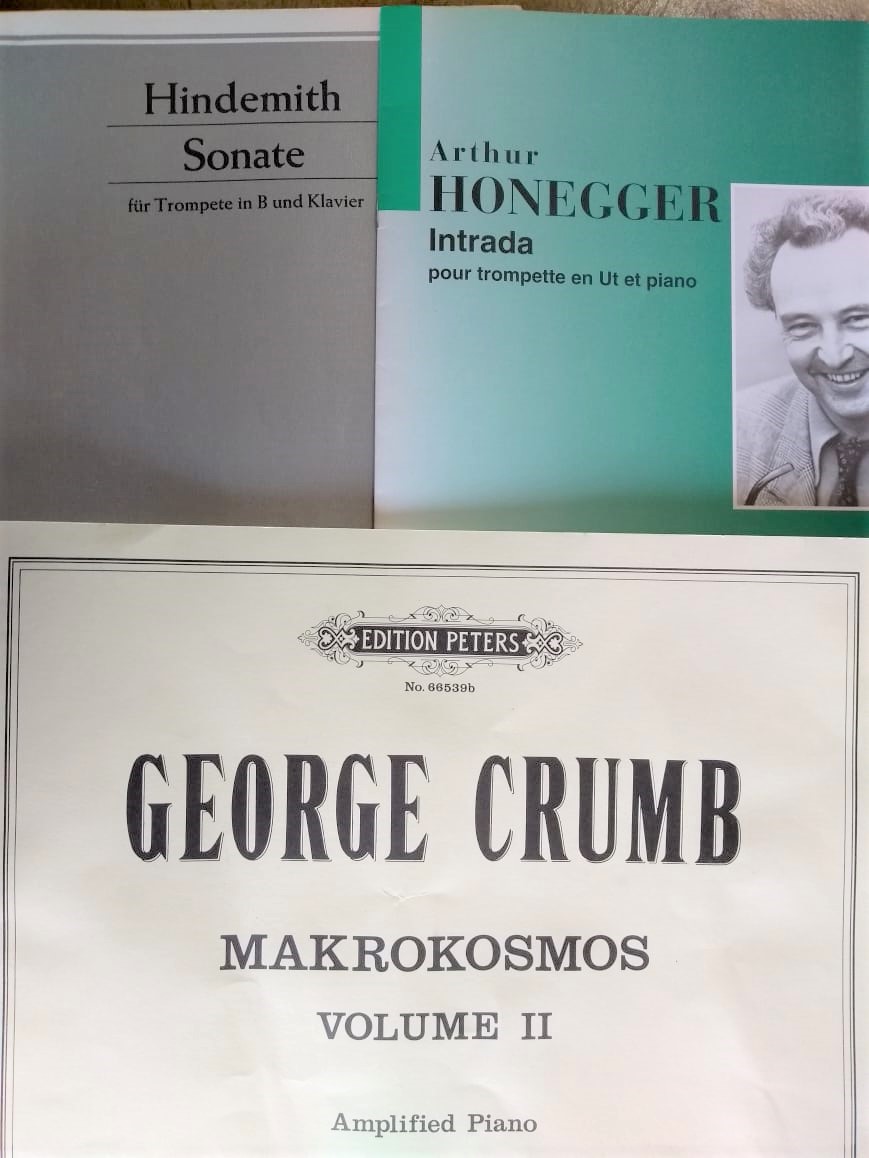 Hindemith
Sonate
für Trompete in B und Klavier
Arthur
HONEGGER
Intrada
pour trompette en Ut et piano
EDITION PETERS
No. 66539b
GEORGE CRUMB
MAKROKOSMOS
VOLUME II
Amplified Piano